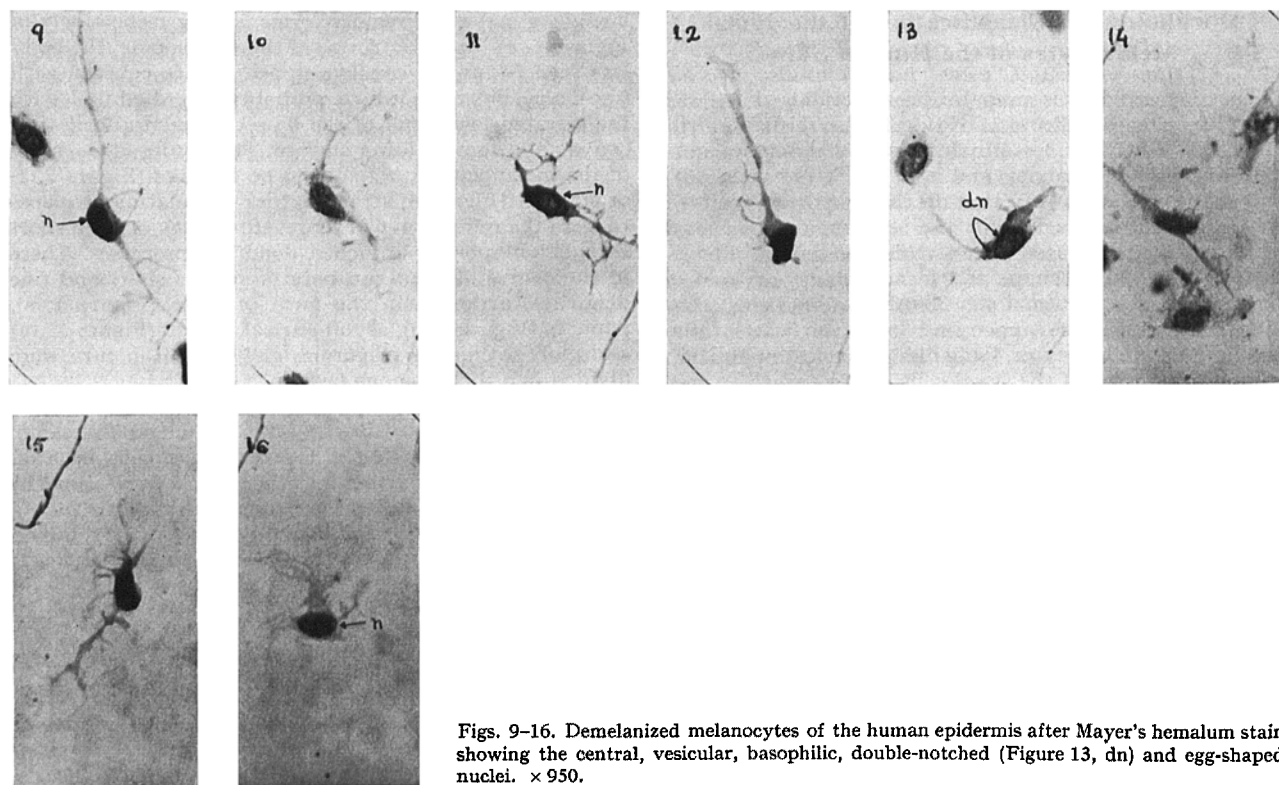 9
10
11
12
13
14
n
n
dn
15
16
n
Figs. 9–16. Demelanized melanocytes of the human epidermis after Mayer's hemalum stain
showing the central, vesicular, basophilic, double-notched (Figure 13, dn) and egg-shaped
nuclei. × 950.